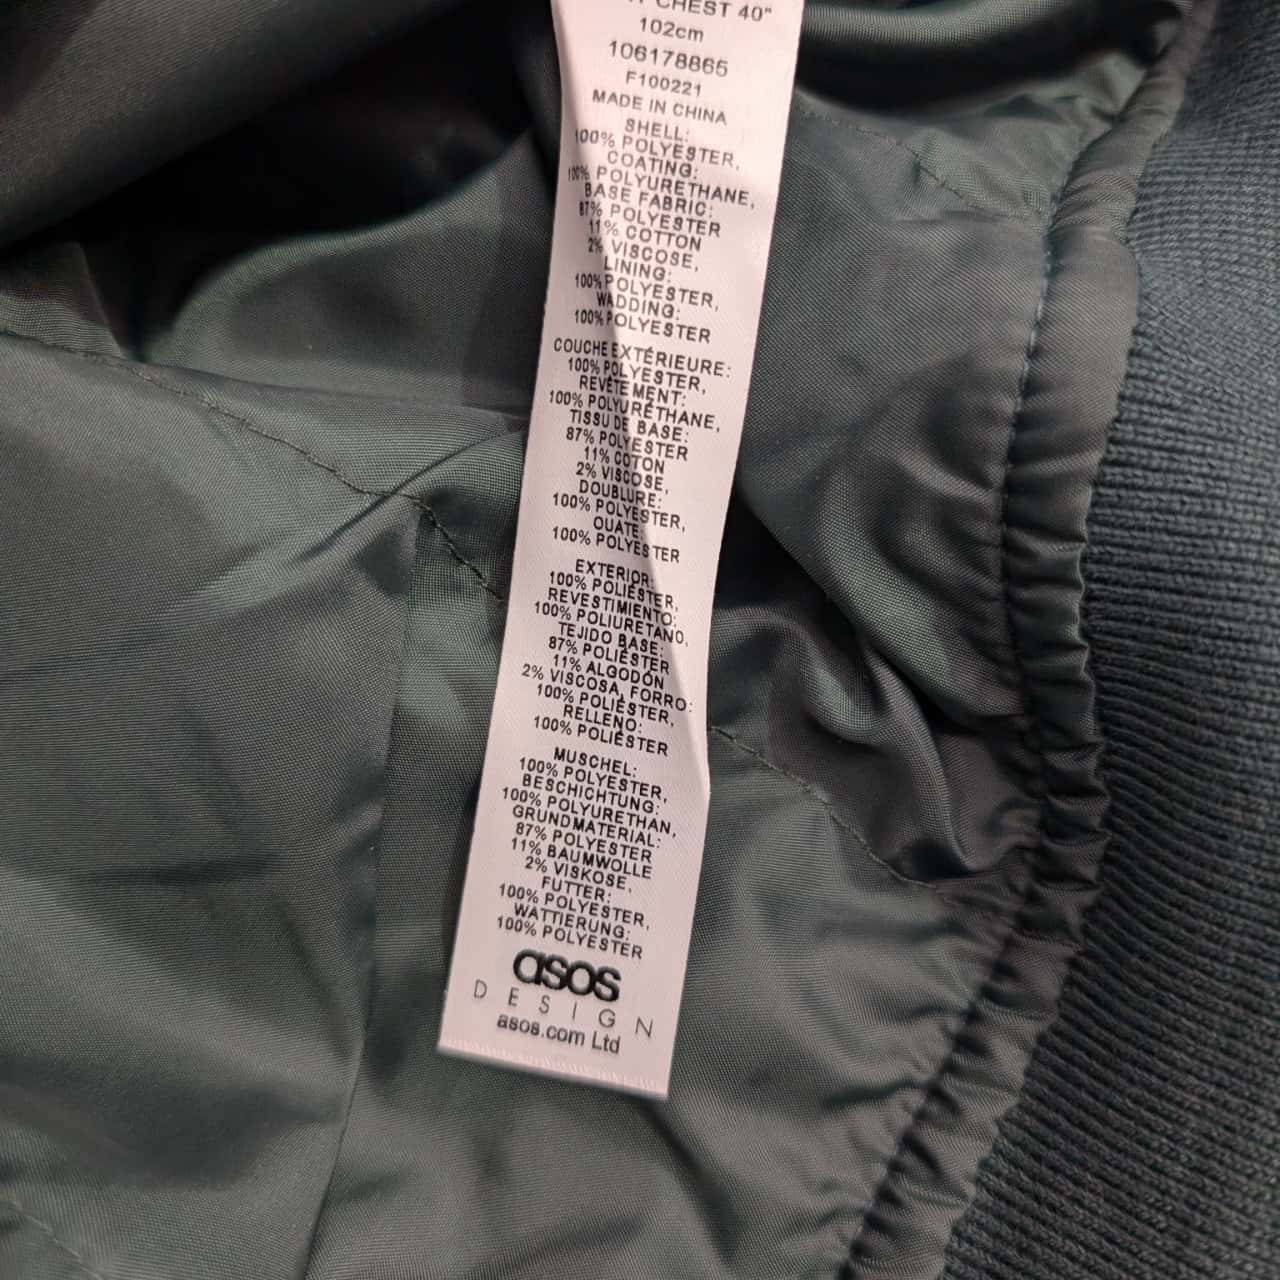 CHEST 40"
102cm
106178865
F100221
MADE IN CHINA
SHELL:
100% POLYESTER,
COATING:
100% POLYURETHANE,
BASE FABRIC:
87% POLYESTER
11% COTTON
2% VISCOSE,
LINING:
100% POLYESTER,
WADDING:
100% POLYESTER
COUCHE EXTÉRIEURE:
100% POLYESTER,
REVÊTEMENT:
100% POLYURÉTHANE,
TISSU DE BASE:
87% POLYESTER
11% COTON
2% VISCOSE,
DOUBLURE:
100% POLYESTER,
OUATE:
100% POLYESTER
EXTERIOR:
100% POLIÉSTER,
REVESTIMIENTO:
100% POLIURETANO,
TEJIDO BASE:
87% POLIÉSTER
11% ALGODÓN
2% VISCOSA, FORRO:
100% POLIÉSTER,
RELLENO:
100% POLIÉSTER
MUSCHEL:
100% POLYESTER,
BESCHICHTUNG:
100% POLYURETHAN,
GRUNDMATERIAL:
87% POLYESTER
11% BAUMWOLLE
2% VISKOSE,
FUTTER:
100% POLYESTER,
WATTIERUNG:
100% POLYESTER
asos
DESIGN
asos.com Ltd